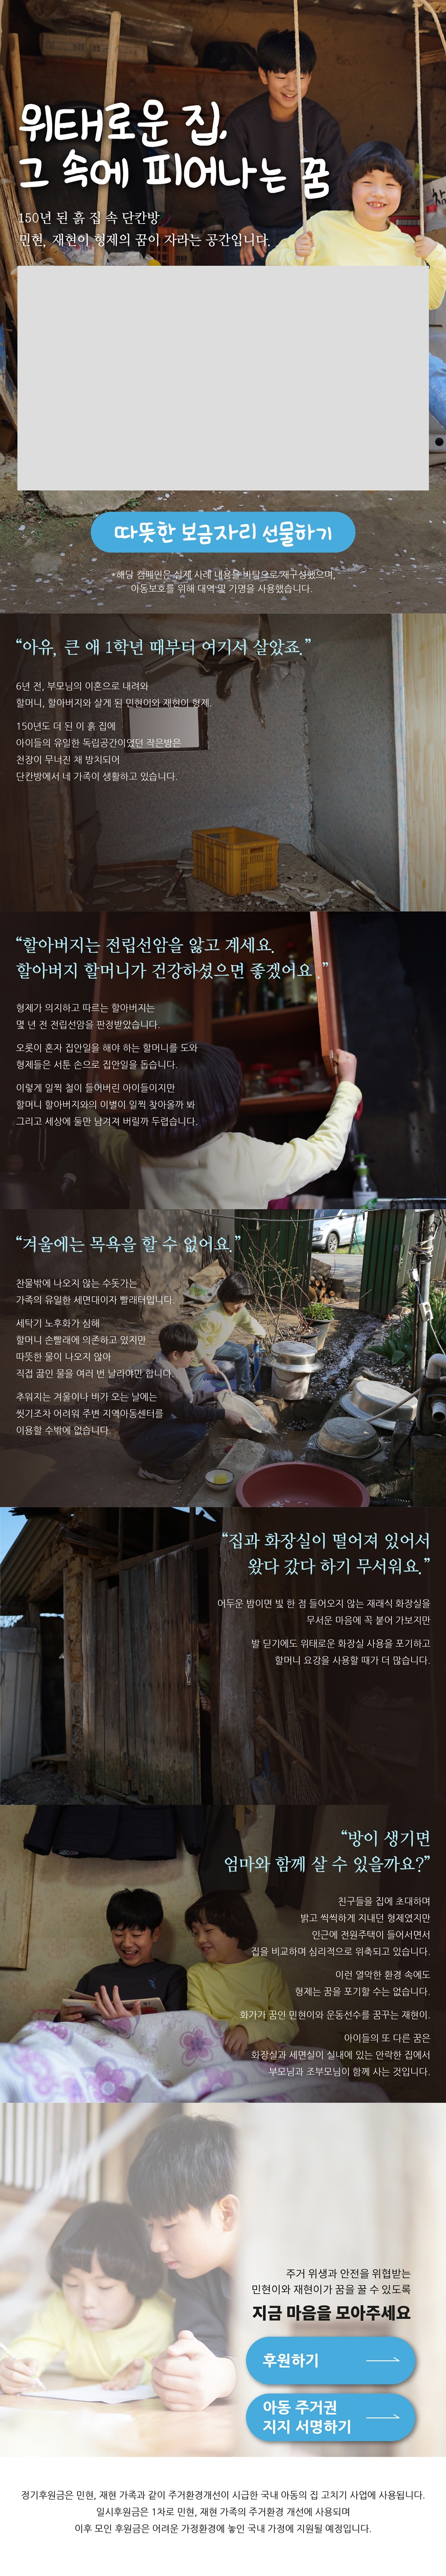 위태로운 집,
그 속에 피어나는 꿈
150년 된 흙 집 속 단칸방
민현, 재현이 형제의 꿈이 자라는 공간입니다.
따뜻한 보금자리 선물하기
*해당 캠페인은 실제 사례 내용을 바탕으로 재구성했으며,
아동보호를 위해 대역 및 가명을 사용했습니다.
“아유, 큰 애 1학년 때부터 여기서 살았죠.”
6년 전, 부모님의 이혼으로 내려와
할머니, 할아버지와 살게 된 민현이와 재현이 형제.
150년도 더 된 이 흙 집에
아이들의 유일한 독립공간이었던 작은방은
천장이 무너진 채 방치되어
단칸방에서 네 가족이 생활하고 있습니다.
“할아버지는 전립선암을 앓고 계세요.
할아버지 할머니가 건강하셨으면 좋겠어요.”
형제가 의지하고 따르는 할아버지는
몇 년 전 전립선암을 판정받았습니다.
오롯이 혼자 집안일을 해야 하는 할머니를 도와
형제들은 서툰 손으로 집안일을 돕습니다.
이렇게 일찍 철이 들어버린 아이들이지만
할머니 할아버지와의 이별이 일찍 찾아올까 봐
그리고 세상에 둘만 남겨져 버릴까 두렵습니다.
“겨울에는 목욕을 할 수 없어요.”
찬물밖에 나오지 않는 수돗가는
가족의 유일한 세면대이자 빨래터입니다.
세탁기 노후화가 심해
할머니 손빨래에 의존하고 있지만
따뜻한 물이 나오지 않아
직접 끓인 물을 여러 번 날라야만 합니다.
추워지는 겨울이나 비가 오는 날에는
씻기조차 어려워 주변 지역아동센터를
이용할 수밖에 없습니다.
“집과 화장실이 떨어져 있어서
왔다 갔다 하기 무서워요.”
어두운 밤이면 빛 한 점 들어오지 않는 재래식 화장실을
무서운 마음에 꼭 붙어 가보지만
발 닫기에도 위태로운 화장실 사용을 포기하고
할머니 요강을 사용할 때가 더 많습니다.
“방이 생기면
엄마와 함께 살 수 있을까요?”
친구들을 집에 초대하며
밝고 씩씩하게 지내던 형제였지만
인근에 전원주택이 들어서면서
집을 비교하며 심리적으로 위축되고 있습니다.
이런 열악한 환경 속에도
형제는 꿈을 포기할 수는 없습니다.
화가가 꿈인 민현이와 운동선수를 꿈꾸는 재현이.
아이들의 또 다른 꿈은
화장실과 세면실이 실내에 있는 안락한 집에서
부모님과 조부모님이 함께 사는 것입니다.
주거 위생과 안전을 위협받는
민현이와 재현이가 꿈을 꿀 수 있도록
지금 마음을 모아주세요
후원하기
아동 주거권
지지 서명하기
정기후원금은 민현, 재현 가족과 같이 주거환경개선이 시급한 국내 아동의 집 고치기 사업에 사용됩니다.
일시후원금은 1차로 민현, 재현 가족의 주거환경 개선에 사용되며
이후 모인 후원금은 어려운 가정환경에 놓인 국내 가정에 지원될 예정입니다.